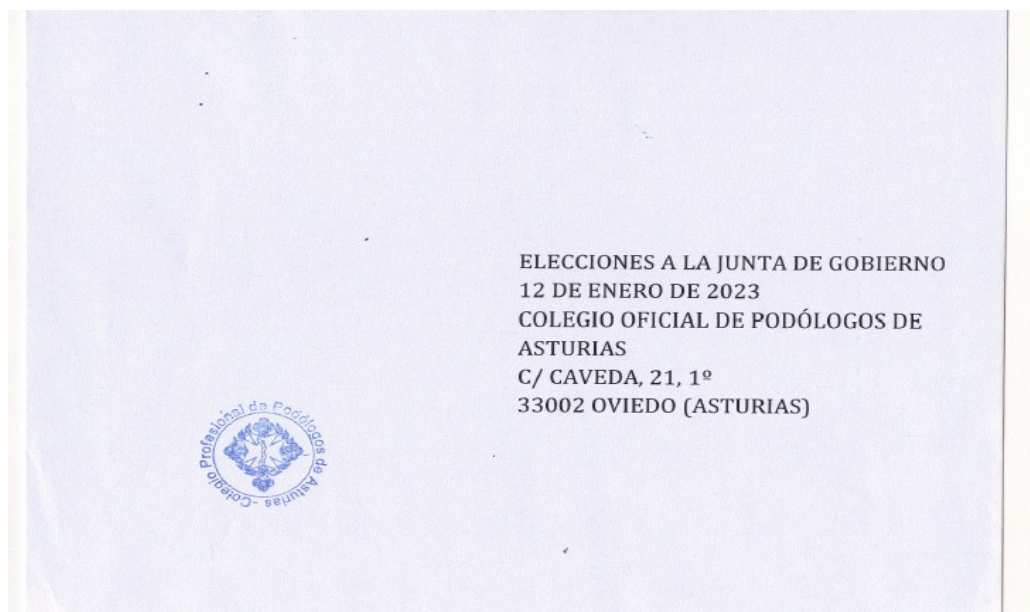 ELECCIONES A LA JUNTA DE GOBIERNO
12 DE ENERO DE 2023
COLEGIO OFICIAL DE PODÓLOGOS DE
ASTURIAS
C/ CAVEDA, 21, 1º
33002 OVIEDO (ASTURIAS)
Colegio Profesional de Podólogos de Asturias -